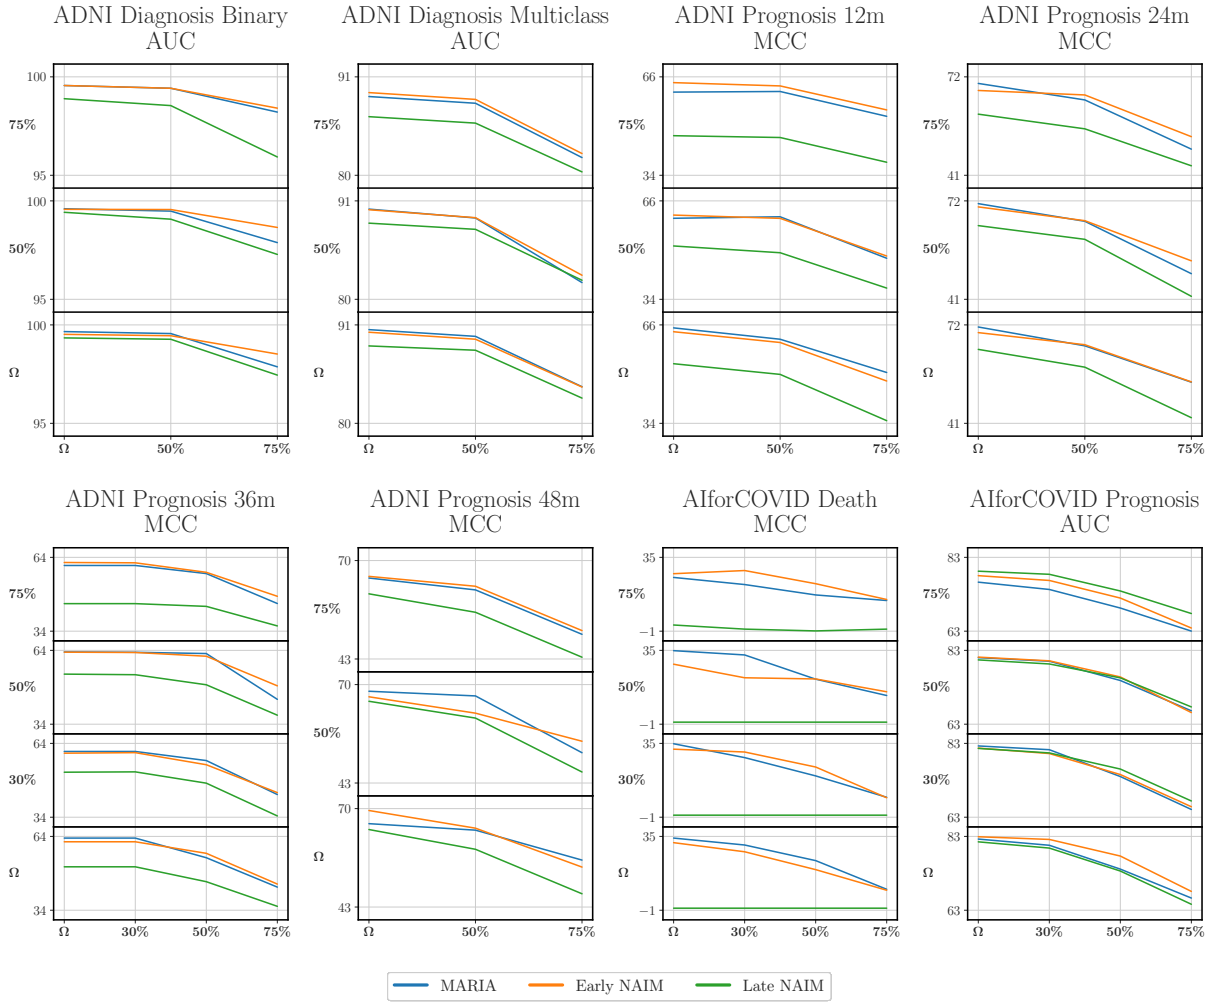 ADNI Diagnosis Binary
AUC
ADNI Diagnosis Multiclass
AUC
ADNI Prognosis 12m
MCC
ADNI Prognosis 24m
MCC
100
75%
95
100
50%
95
100
Ω
95
Ω 50% 75%
91
75%
80
91
50%
80
91
Ω
80
Ω 50% 75%
66
75%
34
66
50%
34
66
Ω
34
Ω 50% 75%
72
75%
41
72
50%
41
72
Ω
41
Ω 50% 75%
ADNI Prognosis 36m
MCC
ADNI Prognosis 48m
MCC
AIforCOVID Death
MCC
AIforCOVID Prognosis
AUC
64
75%
34
64
50%
34
64
30%
34
64
Ω
34
Ω 30% 50% 75%
70
75%
43
70
50%
43
70
Ω
43
Ω 50% 75%
35
75%
−1
35
50%
−1
35
30%
−1
35
Ω
−1
Ω 30% 50% 75%
83
75%
63
83
50%
63
83
30%
63
83
Ω
63
Ω 30% 50% 75%
MARIA Early NAIM Late NAIM